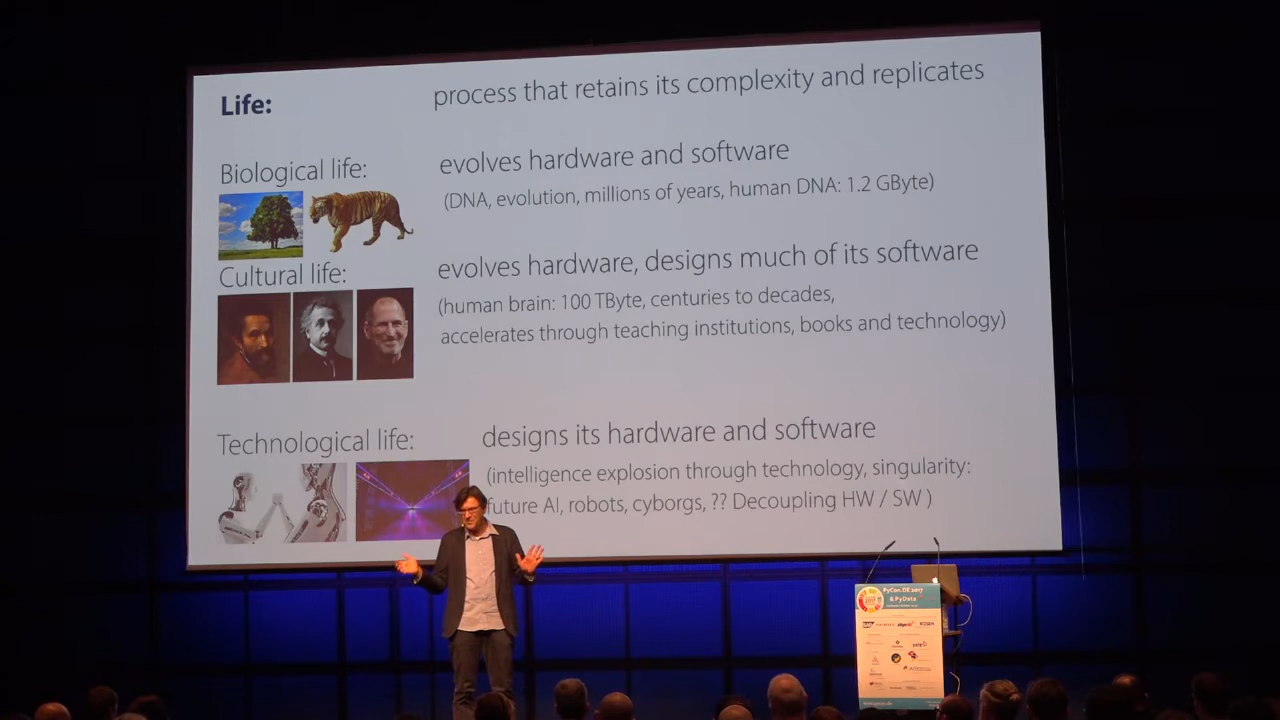 Life:
process that retains its complexity and replicates
Biological life:
evolves hardware and software
(DNA, evolution, millions of years, human DNA: 1.2 GByte)
Cultural life:
evolves hardware, designs much of its software
(human brain: 100 TByte, centuries to decades,
accelerates through teaching institutions, books and technology)
Technological life:
designs its hardware and software
(intelligence explosion through technology, singularity:
future AI, robots, cyborgs, ?? Decoupling HW / SW )
PyCon.DE 2017
& PyData